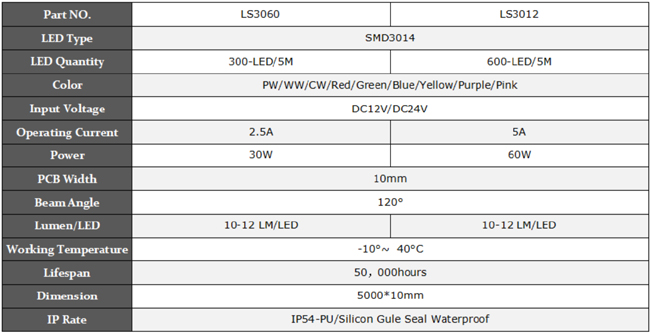 Part NO. LS3060 LS3012
LED Type SMD3014
LED Quantity 300-LED/5M 600-LED/5M
Color PW/WW/CW/Red/Green/Blue/Yellow/Purple/Pink
Input Voltage DC12V/DC24V
Operating Current 2.5A 5A
Power 30W 60W
PCB Width 10mm
Beam Angle 120°
Lumen/LED 10-12 LM/LED 10-12 LM/LED
Working Temperature -10°~ 40°C
Lifespan 50，000hours
Dimension 5000*10mm
IP Rate IP54-PU/Silicon Gule Seal Waterproof